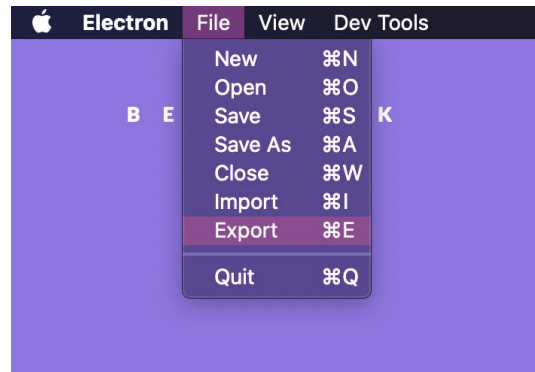 Electron File View Dev Tools
New ⌘N
Open ⌘O
B E Save ⌘S K
Save As ⌘A
Close ⌘W
Import ⌘I
Export ⌘E
Quit ⌘Q